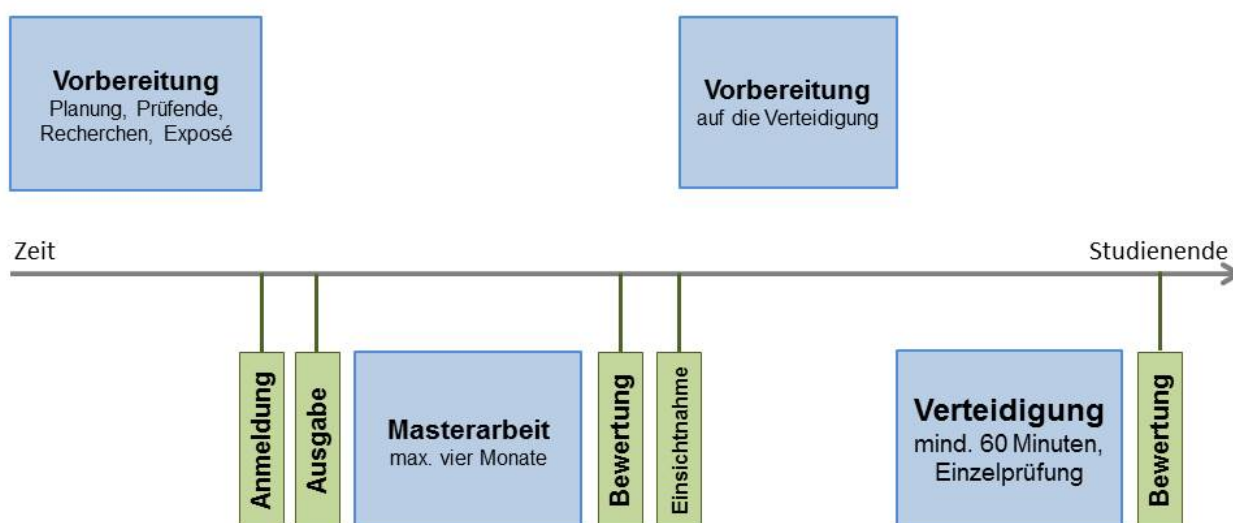 Vorbereitung
Planung, Prüfende,
Recherchen, Exposé
Vorbereitung
auf die Verteidigung
Zeit
Studienende
Anmeldung
Ausgabe
Masterarbeit
max. vier Monate
Bewertung
Einsichtnahme
Verteidigung
mind. 60 Minuten,
Einzelprüfung
Bewertung